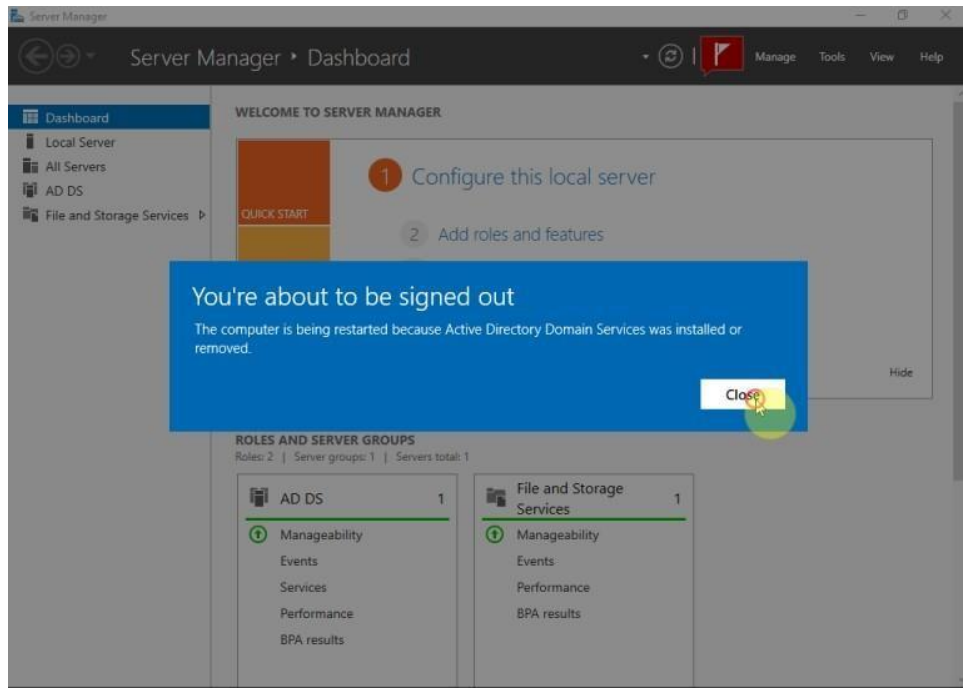 Server Manager
Server Manager ‣ Dashboard
Manage Tools View Help
Dashboard
Local Server
All Servers
AD DS
File and Storage Services
WELCOME TO SERVER MANAGER
1 Configure this local server
QUICK START
2 Add roles and features
You're about to be signed out
The computer is being restarted because Active Directory Domain Services was installed or
removed.
Close
Hide
ROLES AND SERVER GROUPS
Roles: 2 | Server groups: 1 | Servers total: 1
AD DS 1
Manageability
Events
Services
Performance
BPA results
File and Storage
Services 1
Manageability
Events
Performance
BPA results